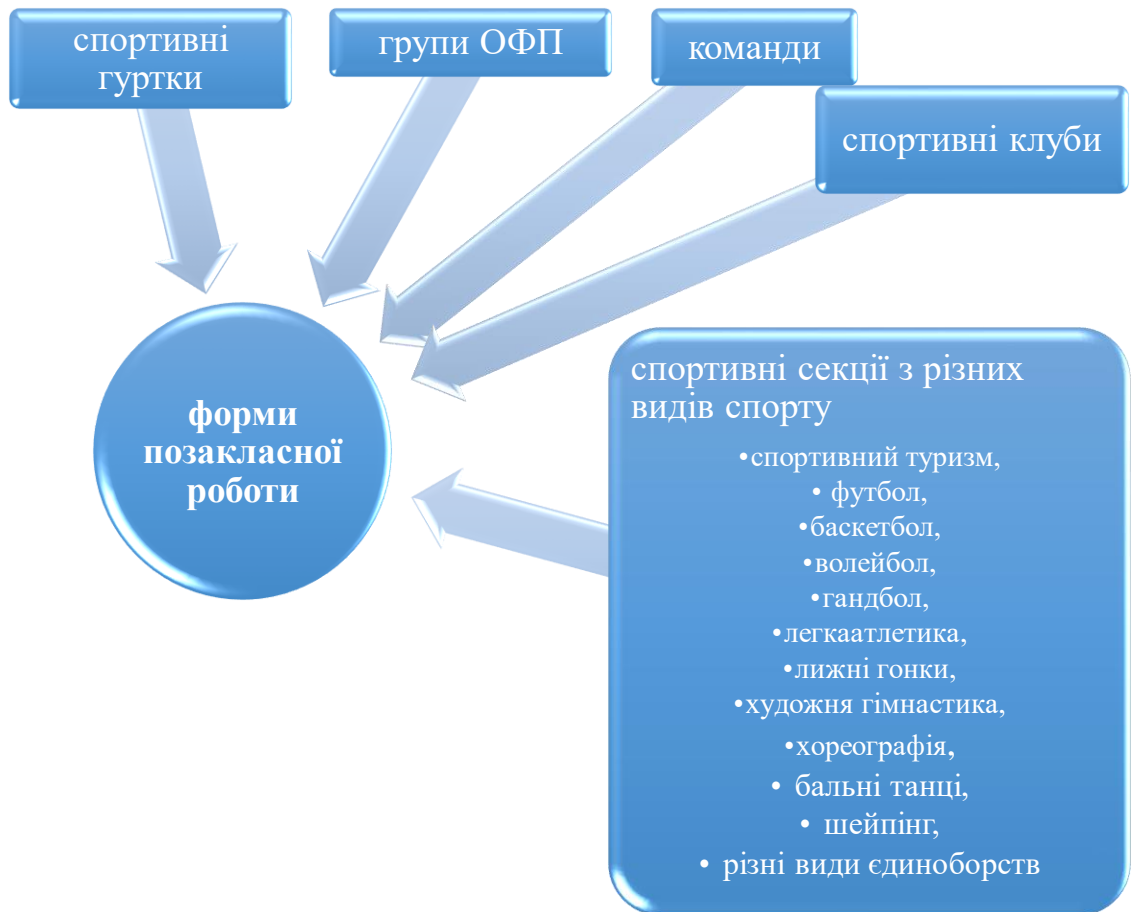 спортивні
гуртки
групи ОФП
команди
спортивні клуби
форми
позакласної
роботи
спортивні секції з різних
видів спорту
•спортивний туризм,
• футбол,
•баскетбол,
•волейбол,
•гандбол,
•легкаатлетика,
•лижні гонки,
•художня гімнастика,
•хореографія,
• бальні танці,
• шейпінг,
• різні види єдиноборств